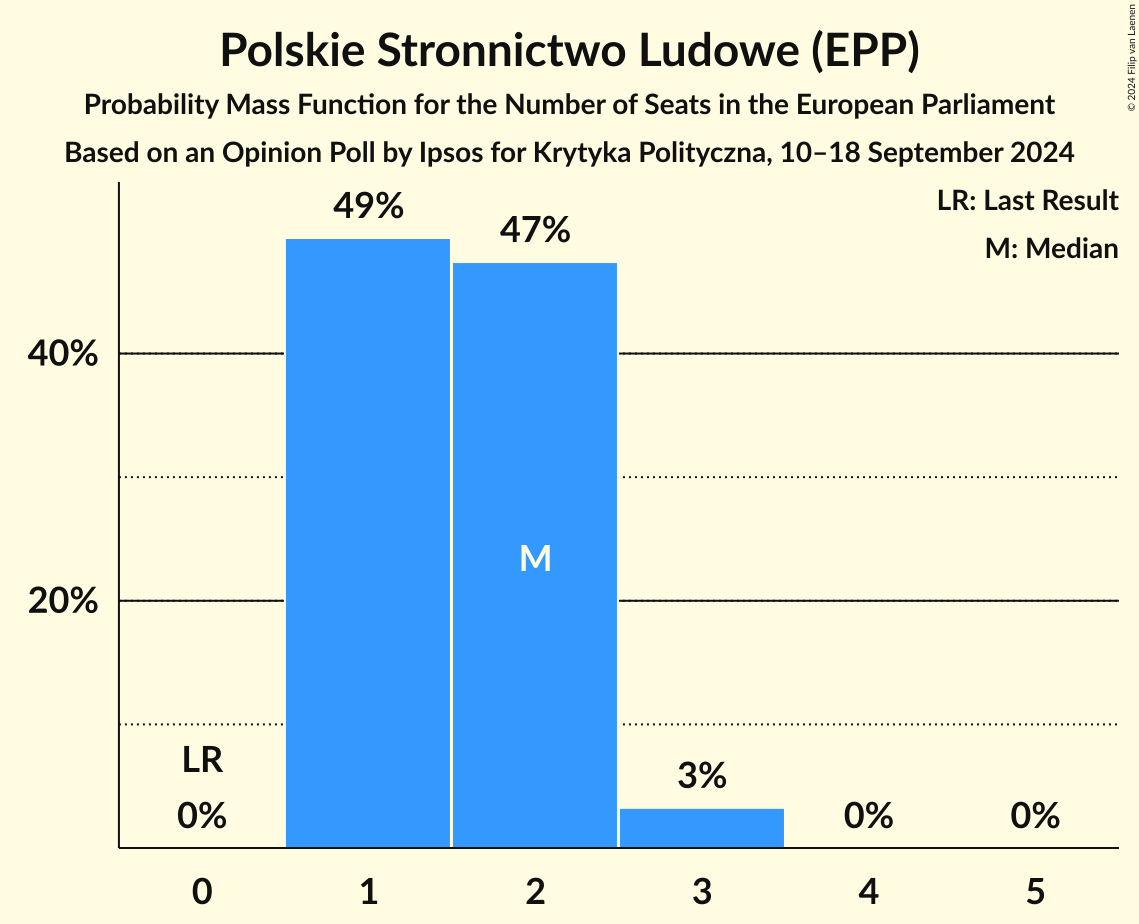 Polskie Stronnictwo Ludowe (EPP)
Probability Mass Function for the Number of Seats in the European Parliament
Based on an Opinion Poll by Ipsos for Krytyka Polityczna, 10–18 September 2024
© 2024 Filip van Laenen
LR: Last Result
M: Median
49%
47%
40%
M
20%
LR
0%
3%
0%
0%
0 1 2 3 4 5